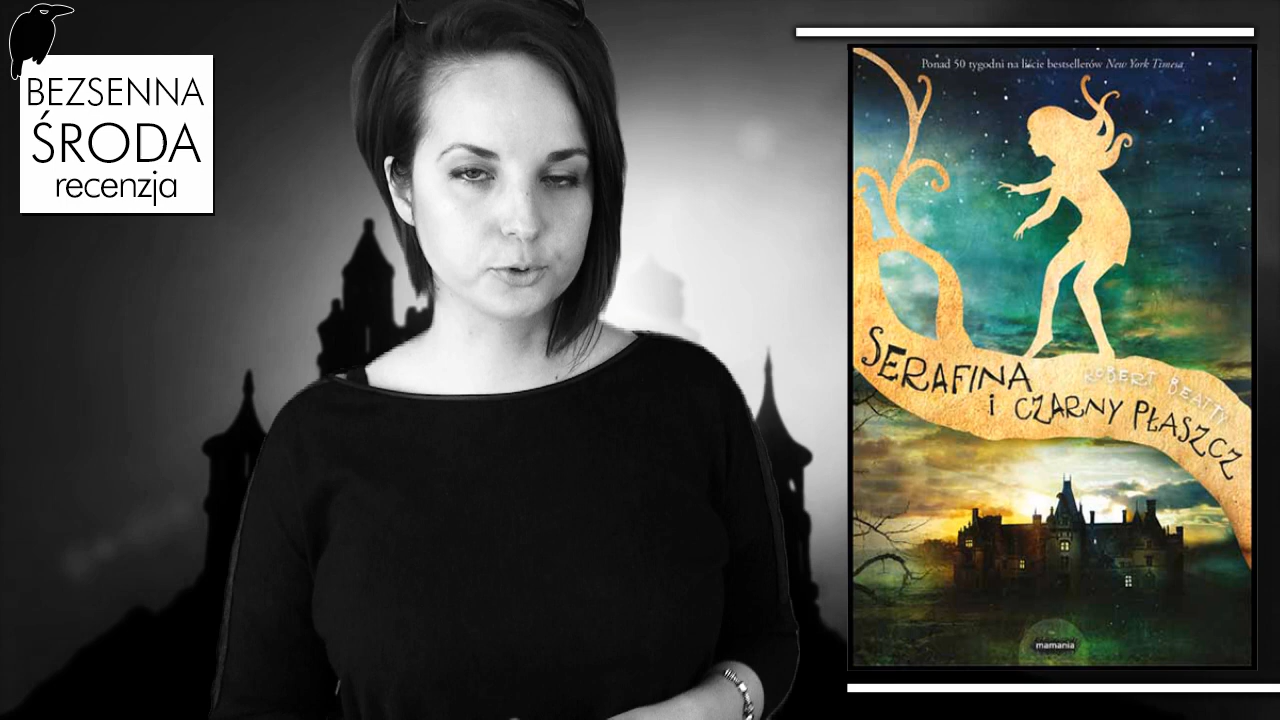 BEZSENNA
ŚRODA
recenzja
Ponad 50 tygodni na liście bestsellerów New York Timesa
SERAFINA
i CZARNY PŁASZCZ
ROBERT BEATTY
mamania